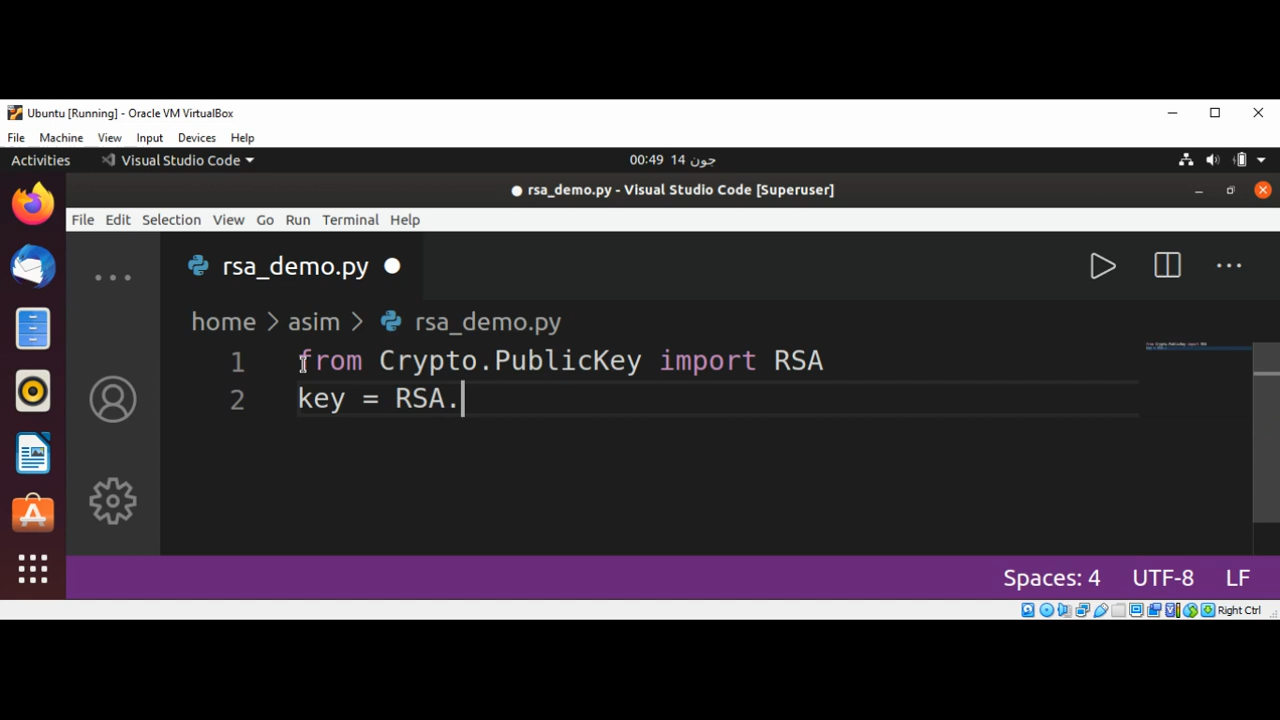 Ubuntu [Running] - Oracle VM VirtualBox
File Machine View Input Devices Help
Activities Visual Studio Code 00:49 14 جون
rsa_demo.py - Visual Studio Code [Superuser]
File Edit Selection View Go Run Terminal Help
rsa_demo.py
home > asim > rsa_demo.py
1 from Crypto.PublicKey import RSA
2 key = RSA.
Spaces: 4 UTF-8 LF
Right Ctrl